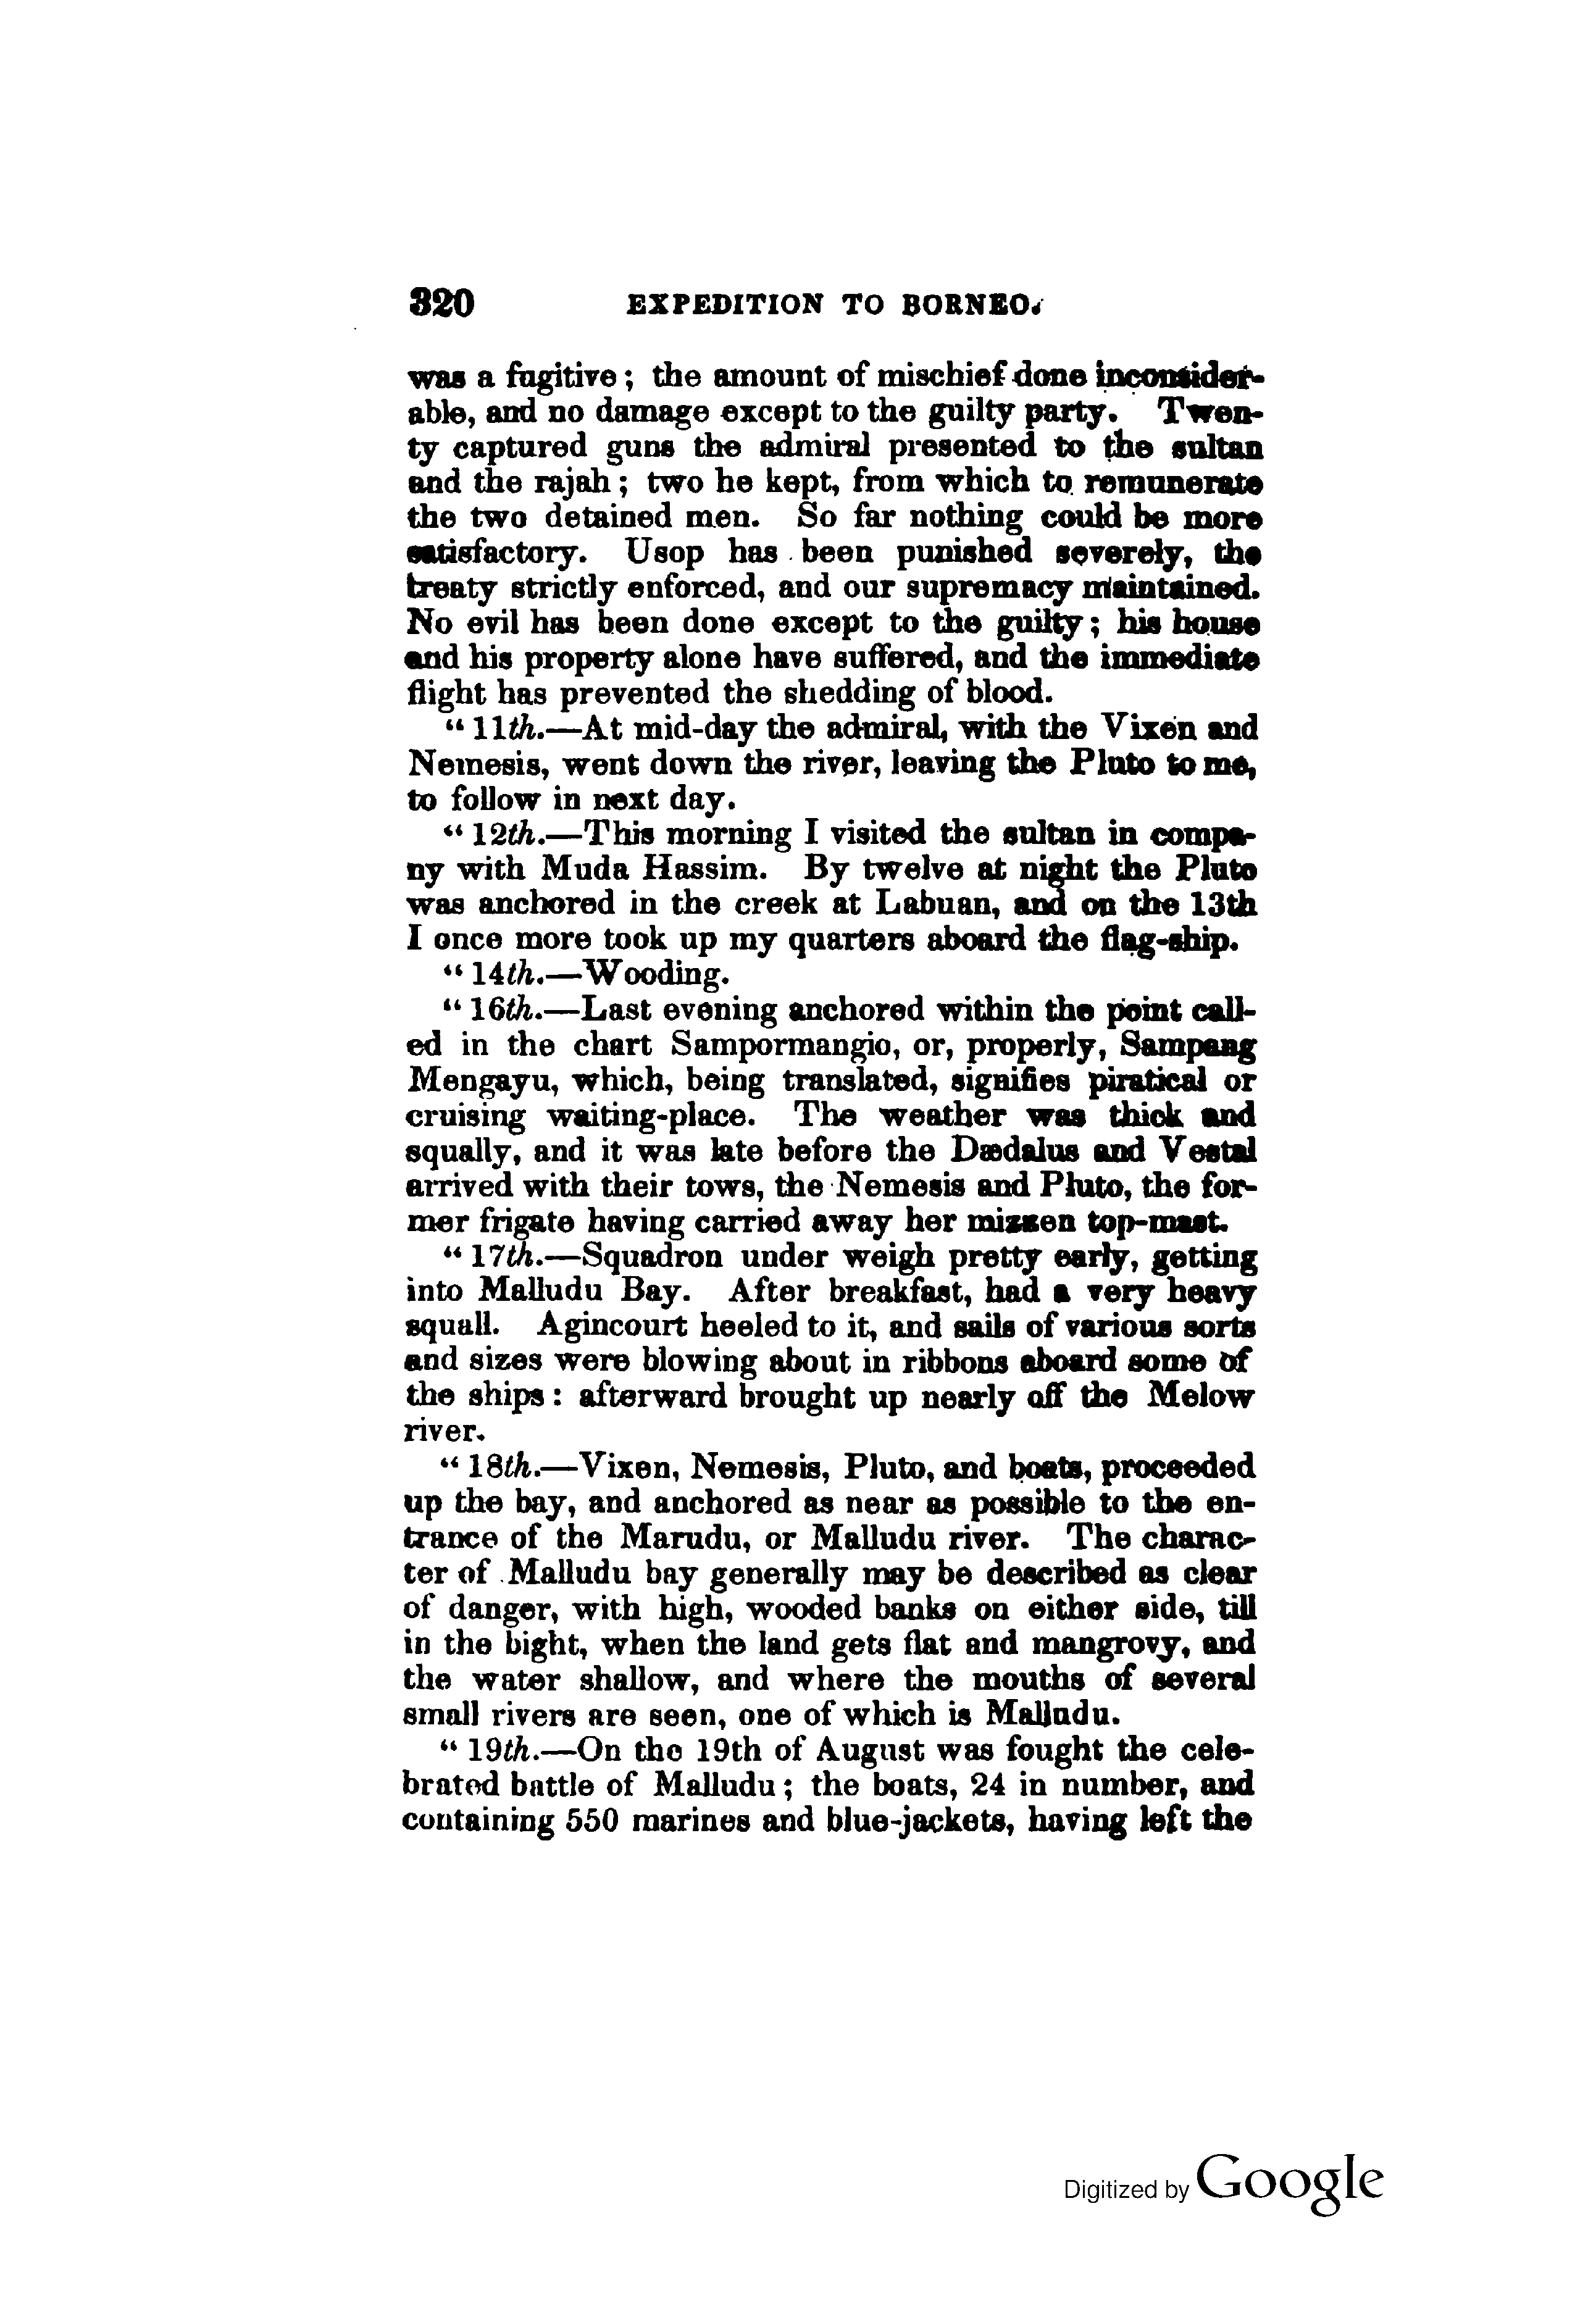 320 EXPEDITION TO BORNEO.
was a fugitive; the amount of mischief done inconsider-
able, and no damage except to the guilty party. Twen-
ty captured guns the admiral presented to the sultan
and the rajah; two he kept, from which to remunerate
the two detained men. So far nothing could be more
satisfactory. Usop has been punished severely, the
treaty strictly enforced, and our supremacy maintained.
No evil has been done except to the guilty; his house
and his property alone have suffered, and the immediate
flight has prevented the shedding of blood.
“11th.—At mid-day the admiral, with the Vixen and
Nemesis, went down the river, leaving the Pluto to me,
to follow in next day.
“12th.—This morning I visited the sultan in compa-
ny with Muda Hassim. By twelve at night the Pluto
was anchored in the creek at Labuan, and on the 13th
I once more took up my quarters aboard the flag-ship.
“14th.—Wooding.
“16th.—Last evening anchored within the point call-
ed in the chart Sampormangio, or, properly, Sampang
Mengayu, which, being translated, signifies piratical or
cruising waiting-place. The weather was thick and
squally, and it was late before the Dædalus and Vestal
arrived with their tows, the Nemesis and Pluto, the for-
mer frigate having carried away her mizzen top-mast.
“17th.—Squadron under weigh pretty early, getting
into Malludu Bay. After breakfast, had a very heavy
squall. Agincourt heeled to it, and sails of various sorts
and sizes were blowing about in ribbons aboard some of
the ships: afterward brought up nearly off the Melow
river.
“18th.—Vixen, Nemesis, Pluto, and boats, proceeded
up the bay, and anchored as near as possible to the en-
trance of the Marudu, or Malludu river. The charac-
ter of Malludu bay generally may be described as clear
of danger, with high, wooded banks on either side, till
in the bight, when the land gets flat and mangrovy, and
the water shallow, and where the mouths of several
small rivers are seen, one of which is Malludu.
“19th.—On the 19th of August was fought the cele-
brated battle of Malludu; the boats, 24 in number, and
containing 550 marines and blue-jackets, having left the
Digitized by Google